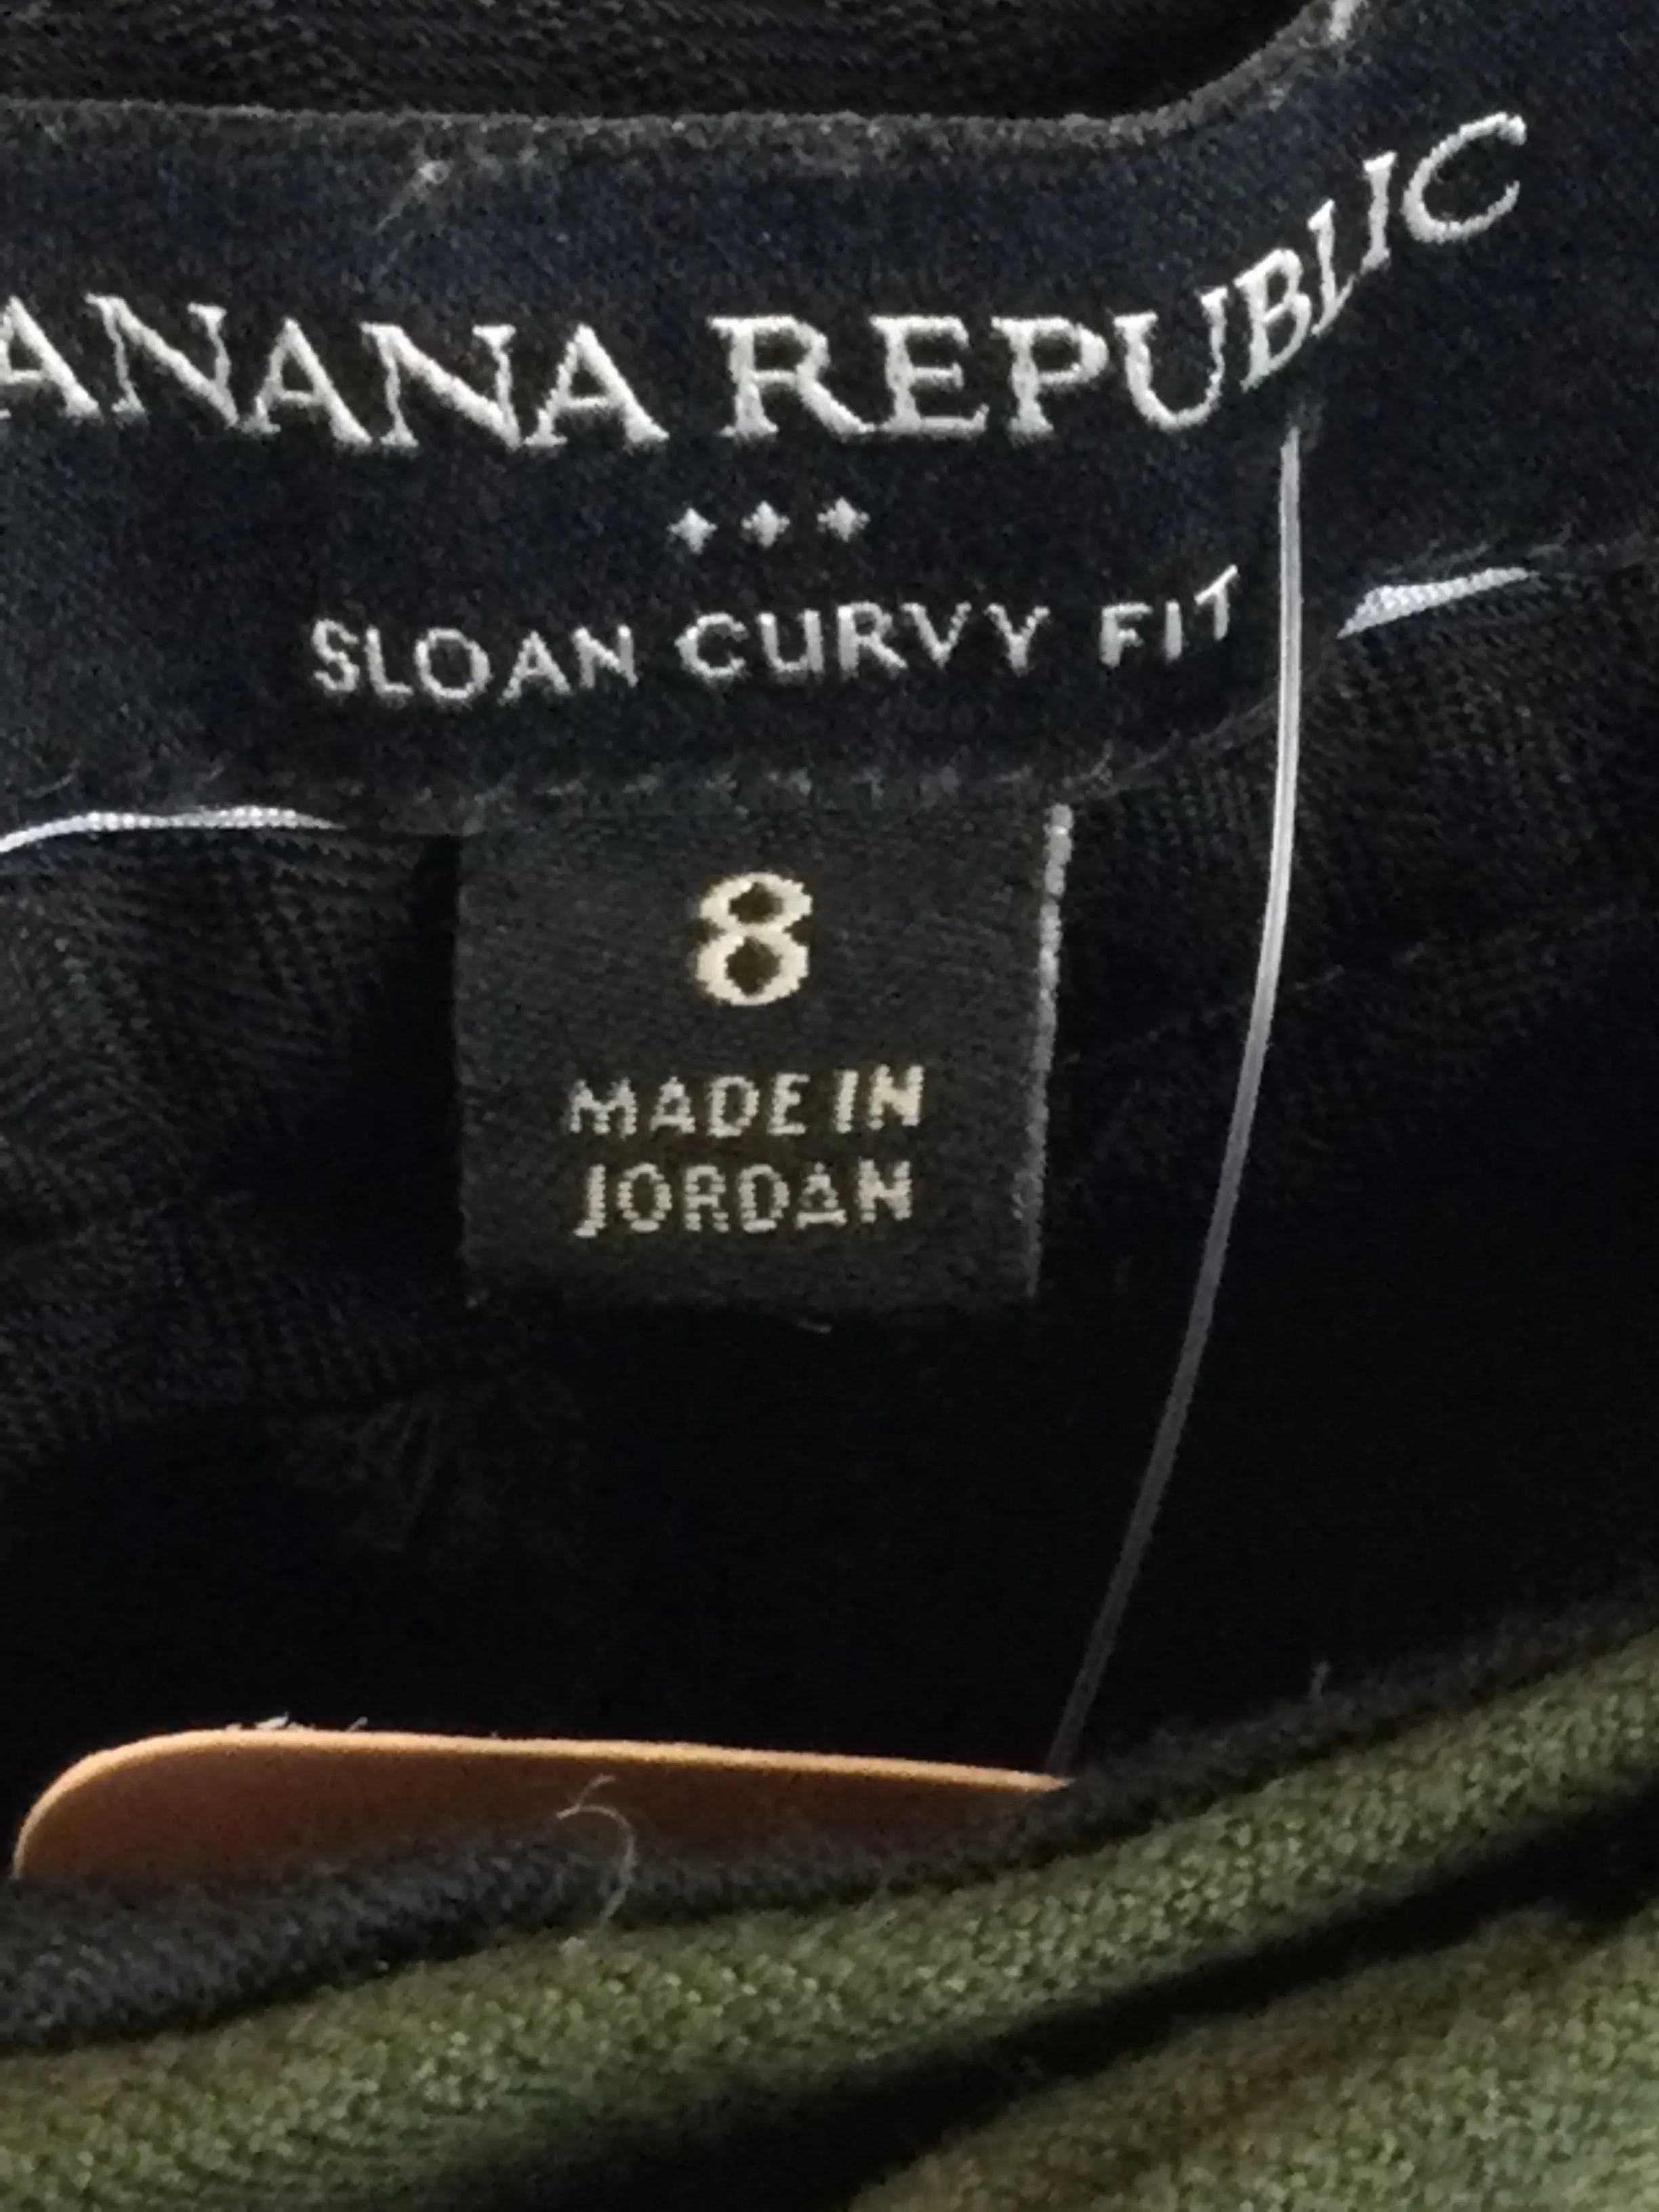 ANANA REPUBLIC
SLOAN CURVY FIT
8
MADE IN
JORDAN